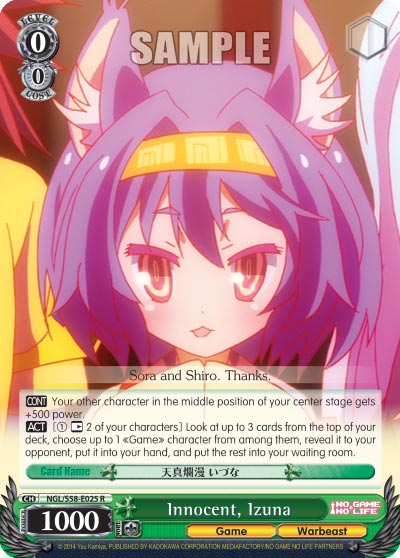 LEVEL
0
0
COST
SAMPLE
Sora and Shiro. Thanks.
CONT Your other character in the middle position of your center stage gets
+500 power.
ACT [① 2 of your characters] Look at up to 3 cards from the top of your
deck, choose up to 1 «Game» character from among them, reveal it to your
opponent, put it into your hand, and put the rest into your waiting room.
Card Name 天真爛漫 いづな
CH NGL/S58-E025 R
1000
Innocent, Izuna
NO GAME
NO LIFE
Game Warbeast
© 2014 Yuu Kamiya, PUBLISHED BY KADOKAWA CORPORATION MEDIAFACTORY/NO GAME NO LIFE PARTNERS.